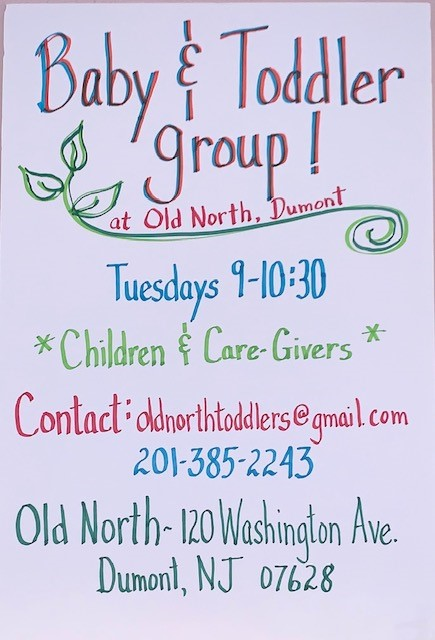 Baby & Toddler
group!
at Old North, Dumont
Tuesdays 9-10:30
*Children & Care-Givers*
Contact: oldnorthtoddlers@gmail.com
201-385-2243
Old North- 120 Washington Ave.
Dumont, NJ 07628